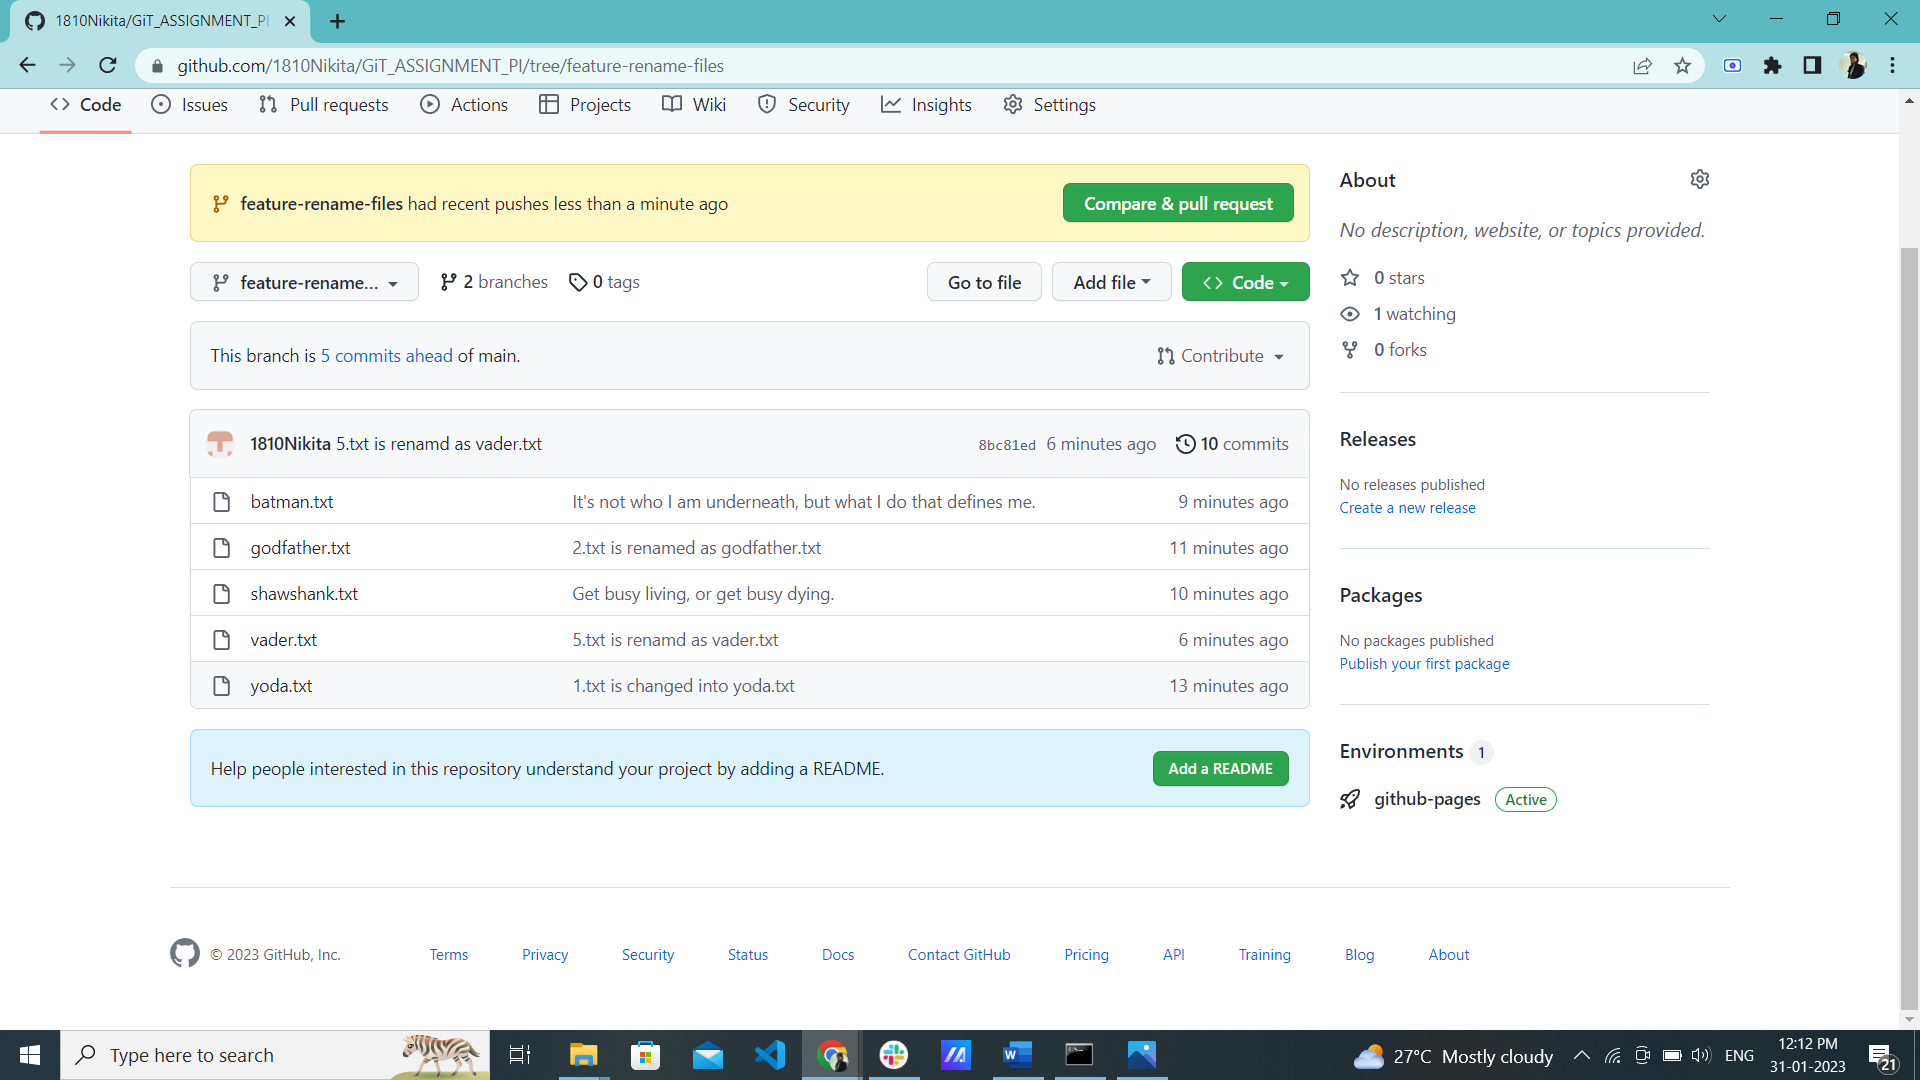 1810Nikita/GiT_ASSIGNMENT_PI
github.com/1810Nikita/GiT_ASSIGNMENT_PI/tree/feature-rename-files
Code Issues Pull requests Actions Projects Wiki Security Insights Settings
feature-rename-files had recent pushes less than a minute ago
Compare & pull request
feature-rename... 2 branches 0 tags
Go to file Add file Code
This branch is 5 commits ahead of main.
Contribute
1810Nikita 5.txt is renamd as vader.txt 8bc81ed 6 minutes ago 10 commits
batman.txt It's not who I am underneath, but what I do that defines me. 9 minutes ago
godfather.txt 2.txt is renamed as godfather.txt 11 minutes ago
shawshank.txt Get busy living, or get busy dying. 10 minutes ago
vader.txt 5.txt is renamd as vader.txt 6 minutes ago
yoda.txt 1.txt is changed into yoda.txt 13 minutes ago
Help people interested in this repository understand your project by adding a README.
Add a README
About
No description, website, or topics provided.
0 stars
1 watching
0 forks
Releases
No releases published
Create a new release
Packages
No packages published
Publish your first package
Environments 1
github-pages Active
© 2023 GitHub, Inc. Terms Privacy Security Status Docs Contact GitHub Pricing API Training Blog About
Type here to search
27°C Mostly cloudy
ENG
12:12 PM
31-01-2023
21